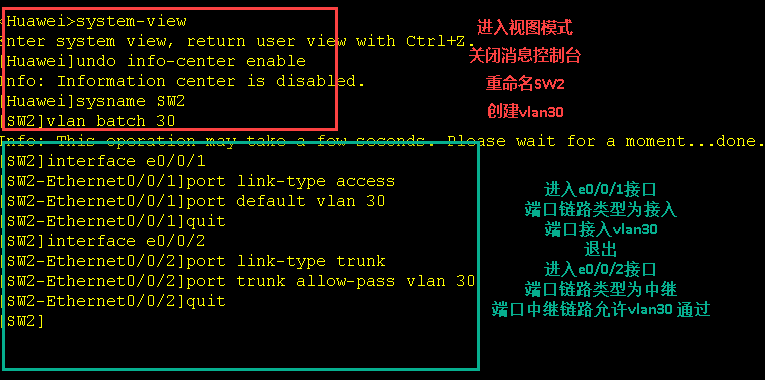 <Huawei>system-view
Enter system view, return user view with Ctrl+Z.
[Huawei]undo info-center enable
Info: Information center is disabled.
[Huawei]sysname SW2
[SW2]vlan batch 30
Info: This operation may take a few seconds. Please wait for a moment...done.
[SW2]interface e0/0/1
[SW2-Ethernet0/0/1]port link-type access
[SW2-Ethernet0/0/1]port default vlan 30
[SW2-Ethernet0/0/1]quit
[SW2]interface e0/0/2
[SW2-Ethernet0/0/2]port link-type trunk
[SW2-Ethernet0/0/2]port trunk allow-pass vlan 30
[SW2-Ethernet0/0/2]quit
[SW2]
进入视图模式
关闭消息控制台
重命名SW2
创建vlan30
进入e0/0/1接口
端口链路类型为接入
端口接入vlan30
退出
进入e0/0/2接口
端口链路类型为中继
端口中继链路允许vlan30 通过